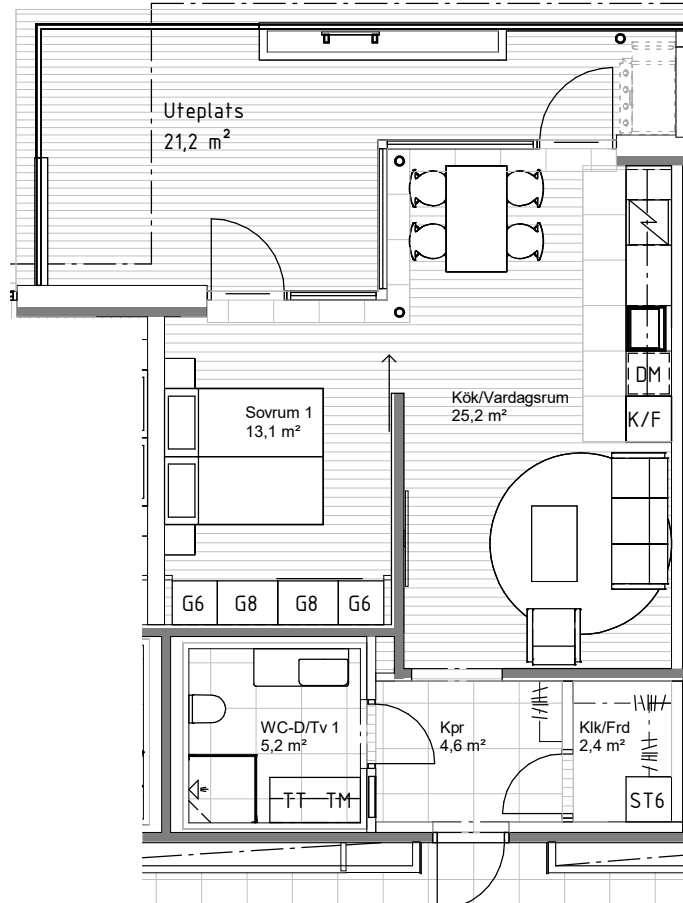 Uteplats
21,2 m²
DM
Kök/Vardagsrum
25,2 m²
K/F
Sovrum 1
13,1 m²
G6 G8 G8 G6
WC-D/Tv 1
5,2 m²
Kpr
4,6 m²
Klk/Frd
2,4 m²
TT TM
ST6